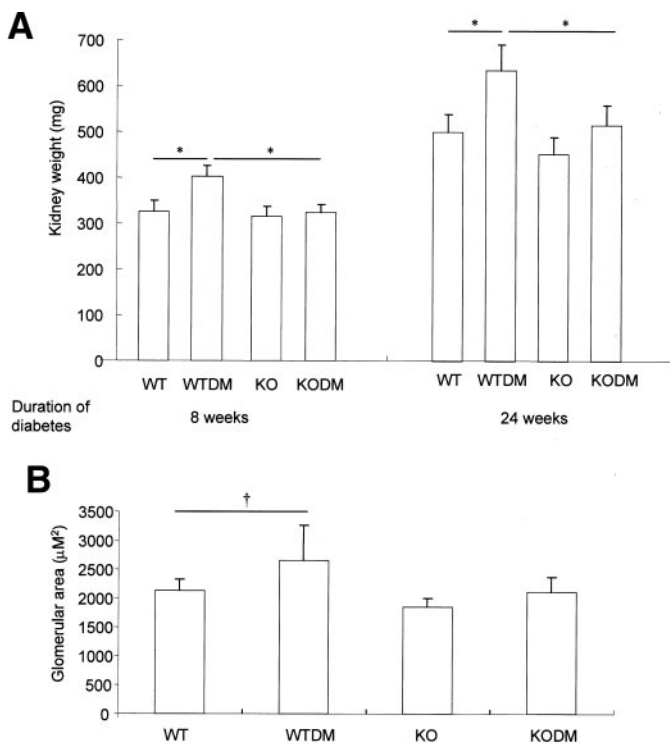 A
700
600
500
400
300
200
100
0
Kidney weight (mg)
* *
* *
WT WTDM KO KODM WT WTDM KO KODM
Duration of
diabetes
8 weeks 24 weeks
B
†
3500
3000
2500
2000
1500
1000
500
0
Glomerular area (µM²)
WT WTDM KO KODM